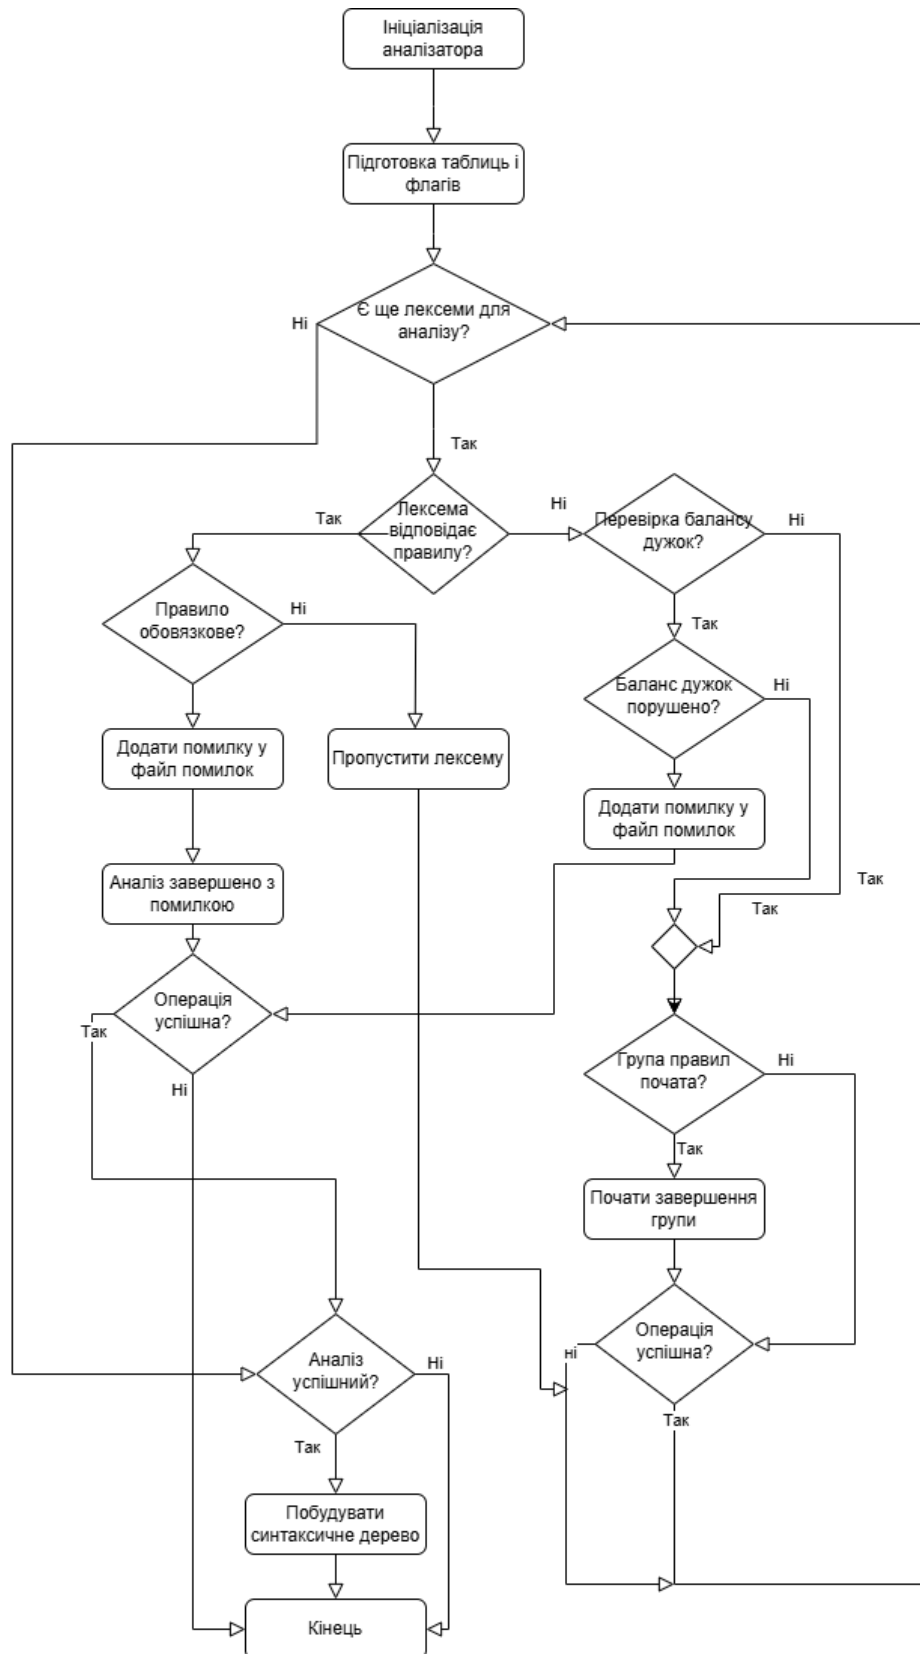 Ініціалізація
аналізатора
Підготовка таблиць і
флагів
Є ще лексеми для
аналізу?
Ні
Так
Лексема
відповідає
правилу?
Так
Ні
Перевірка балансу
дужок?
Ні
Так
Правило
обовязкове?
Ні
Баланс дужок
порушено?
Ні
Додати помилку у
файл помилок
Пропустити лексему
Додати помилку у
файл помилок
Так
Так
Аналіз завершено з
помилкою
Операція
успішна?
Так
Ні
Група правил
почата?
Ні
Так
Почати завершення
групи
Операція
успішна?
ні
Так
Аналіз
успішний?
Ні
Так
Побудувати
синтаксичне дерево
Кінець